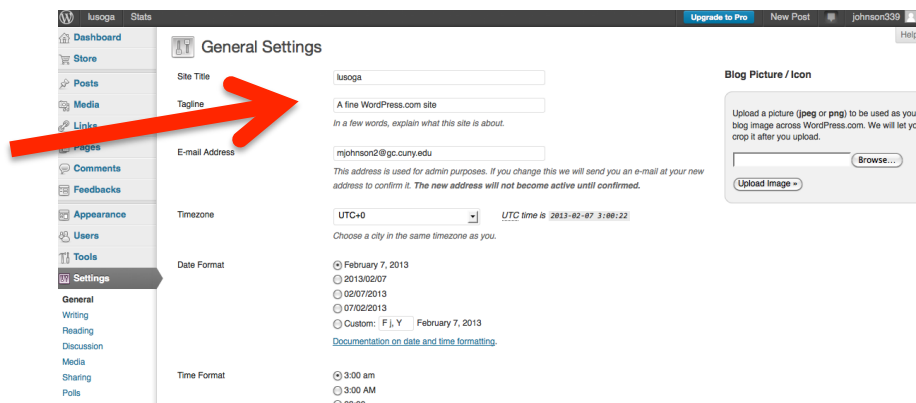 lusoga Stats Upgrade to Pro New Post johnson339
Help
Dashboard
Store
Posts
Media
Links
Pages
Comments
Feedbacks
Appearance
Users
Tools
Settings
General
Writing
Reading
Discussion
Media
Sharing
Polls
General Settings
Site Title lusoga
Tagline A fine WordPress.com site
In a few words, explain what this site is about.
E-mail Address mjohnson2@gc.cuny.edu
This address is used for admin purposes. If you change this we will send you an e-mail at your new
address to confirm it. The new address will not become active until confirmed.
Timezone UTC+0 UTC time is 2013-02-07 3:00:22
Choose a city in the same timezone as you.
Date Format February 7, 2013
2013/02/07
02/07/2013
07/02/2013
Custom: F j, Y February 7, 2013
Documentation on date and time formatting.
Time Format 3:00 am
3:00 AM
Blog Picture / Icon
Upload a picture (jpeg or png) to be used as you
blog image across WordPress.com. We will let yo
crop it after you upload.
Browse...
Upload Image »